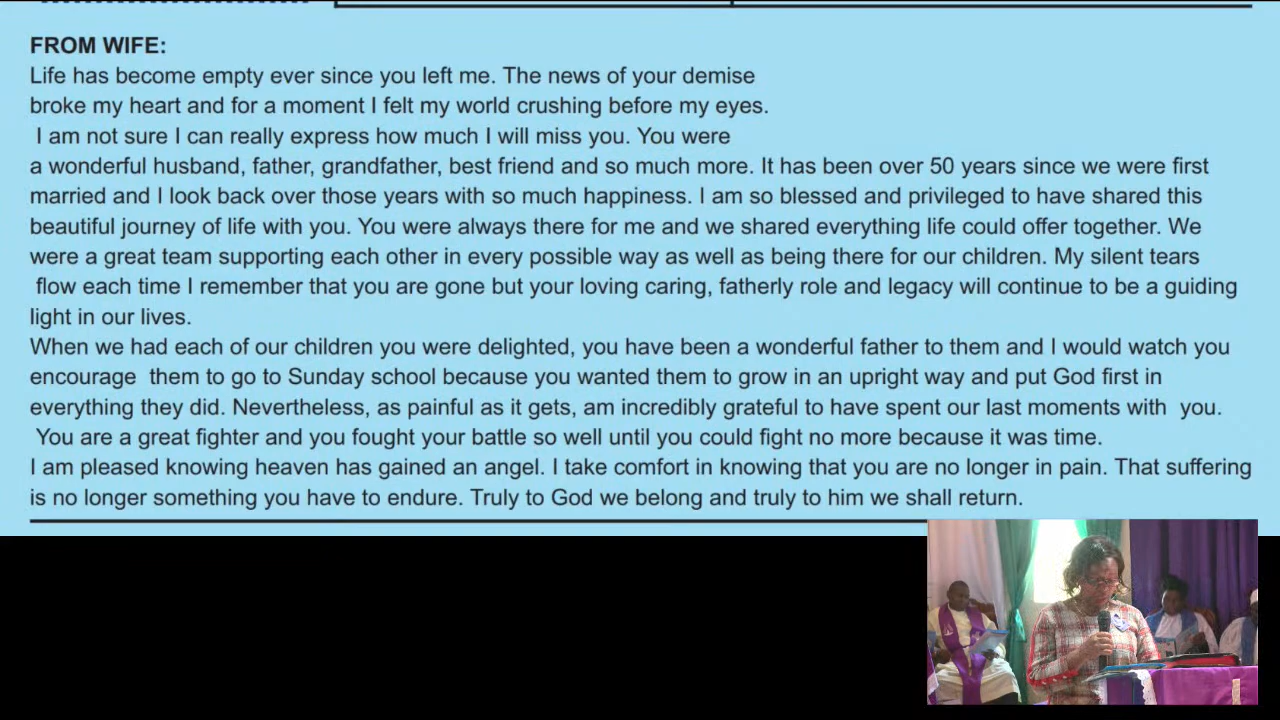 FROM WIFE:
Life has become empty ever since you left me. The news of your demise
broke my heart and for a moment I felt my world crushing before my eyes.
I am not sure I can really express how much I will miss you. You were
a wonderful husband, father, grandfather, best friend and so much more. It has been over 50 years since we were first
married and I look back over those years with so much happiness. I am so blessed and privileged to have shared this
beautiful journey of life with you. You were always there for me and we shared everything life could offer together. We
were a great team supporting each other in every possible way as well as being there for our children. My silent tears
flow each time I remember that you are gone but your loving caring, fatherly role and legacy will continue to be a guiding
light in our lives.
When we had each of our children you were delighted, you have been a wonderful father to them and I would watch you
encourage  them to go to Sunday school because you wanted them to grow in an upright way and put God first in
everything they did. Nevertheless, as painful as it gets, am incredibly grateful to have spent our last moments with  you.
You are a great fighter and you fought your battle so well until you could fight no more because it was time.
I am pleased knowing heaven has gained an angel. I take comfort in knowing that you are no longer in pain. That suffering
is no longer something you have to endure. Truly to God we belong and truly to him we shall return.